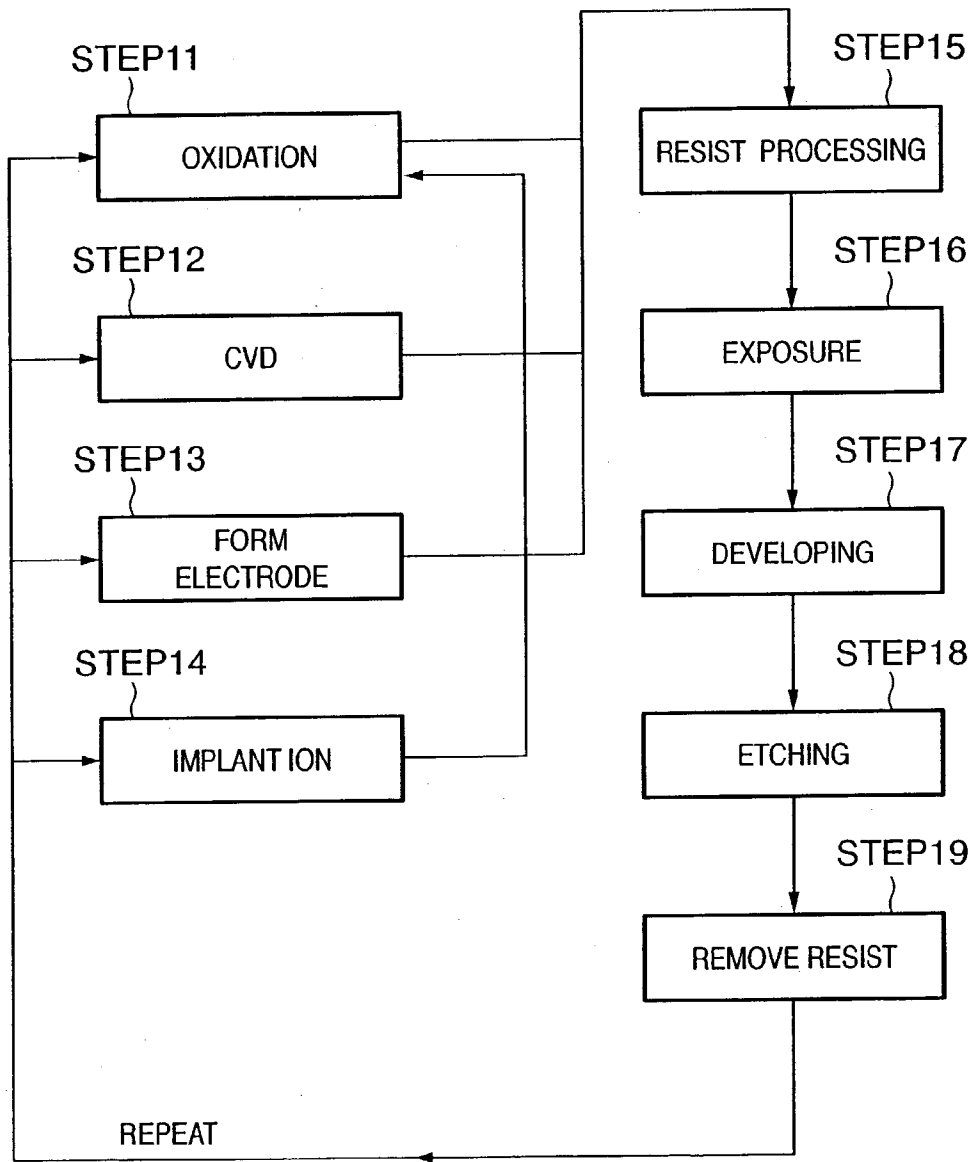 STEP11
OXIDATION
STEP12
CVD
STEP13
FORM
ELECTRODE
STEP14
IMPLANT ION
STEP15
RESIST PROCESSING
STEP16
EXPOSURE
STEP17
DEVELOPING
STEP18
ETCHING
STEP19
REMOVE RESIST
REPEAT